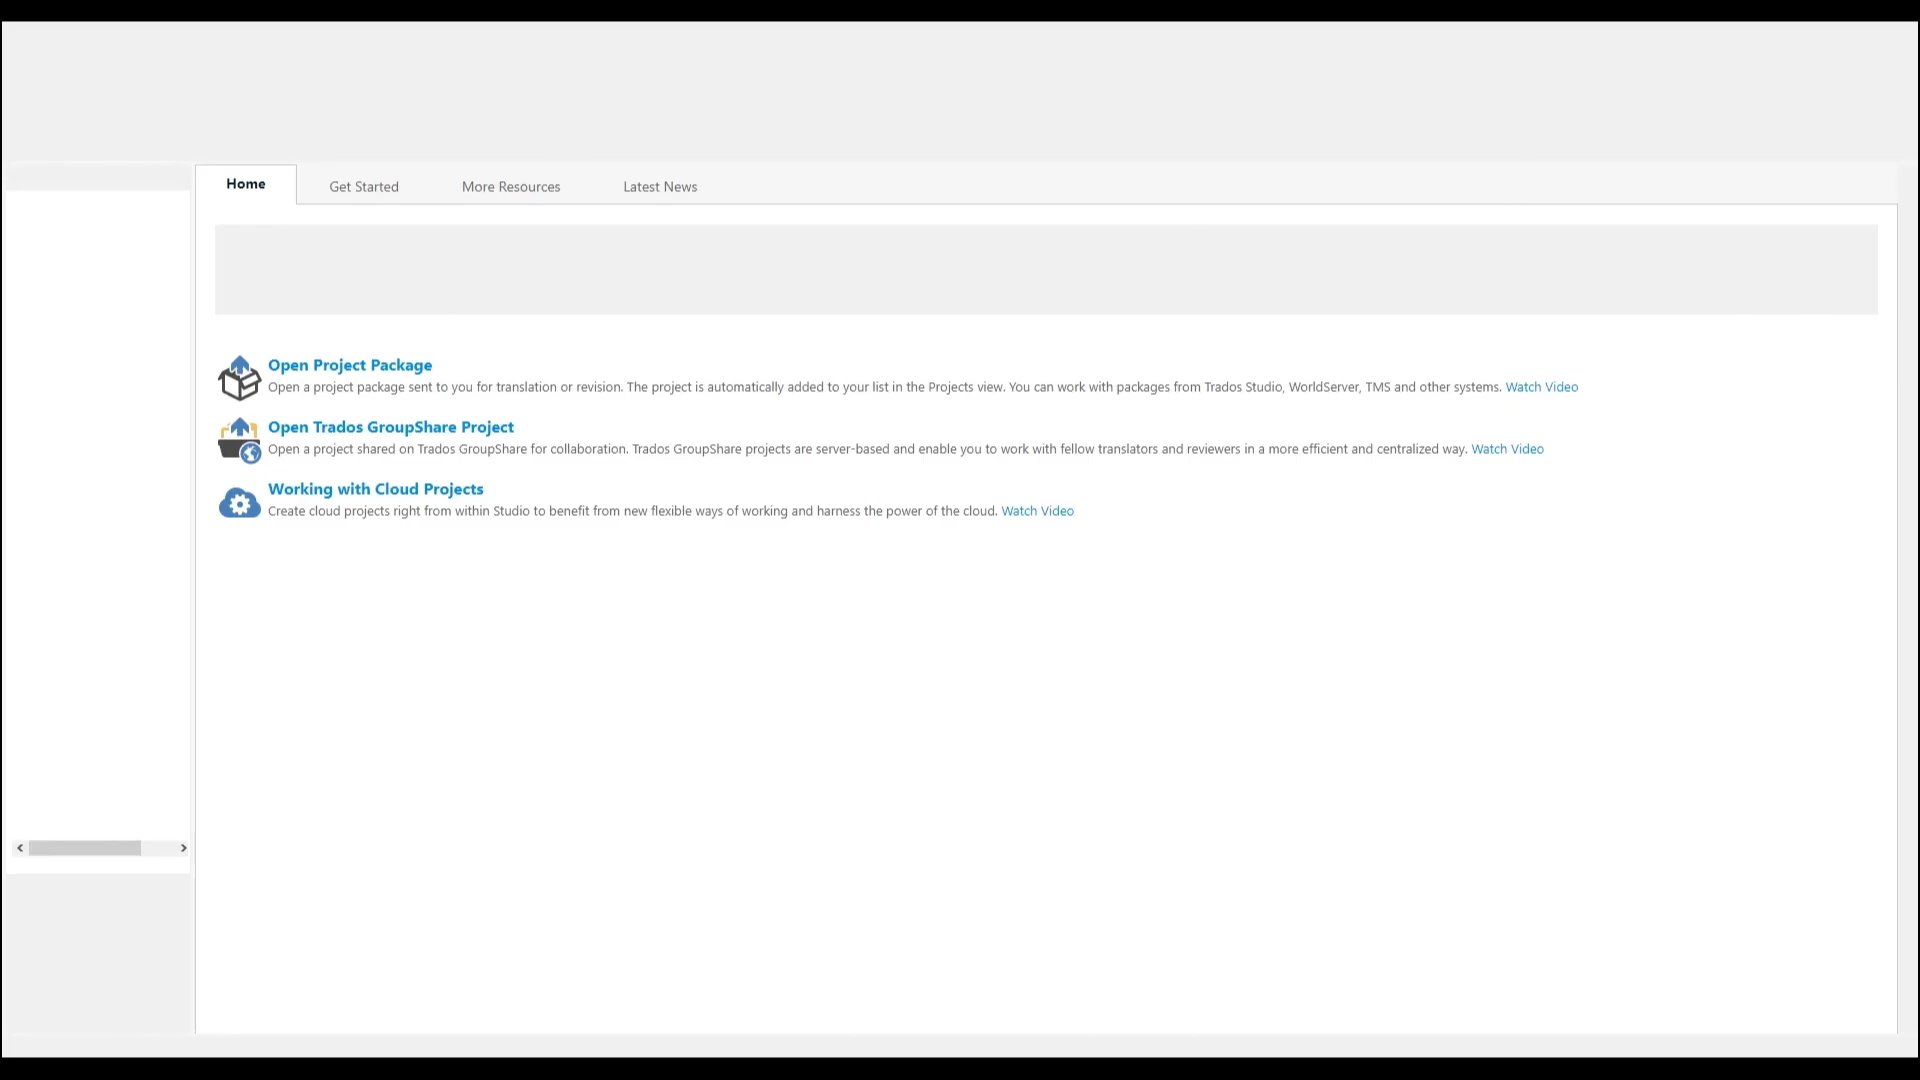 Home
Get Started
More Resources
Latest News
Open Project Package
Open a project package sent to you for translation or revision. The project is automatically added to your list in the Projects view. You can work with packages from Trados Studio, WorldServer, TMS and other systems. Watch Video
Open Trados GroupShare Project
Open a project shared on Trados GroupShare for collaboration. Trados GroupShare projects are server-based and enable you to work with fellow translators and reviewers in a more efficient and centralized way. Watch Video
Working with Cloud Projects
Create cloud projects right from within Studio to benefit from new flexible ways of working and harness the power of the cloud. Watch Video